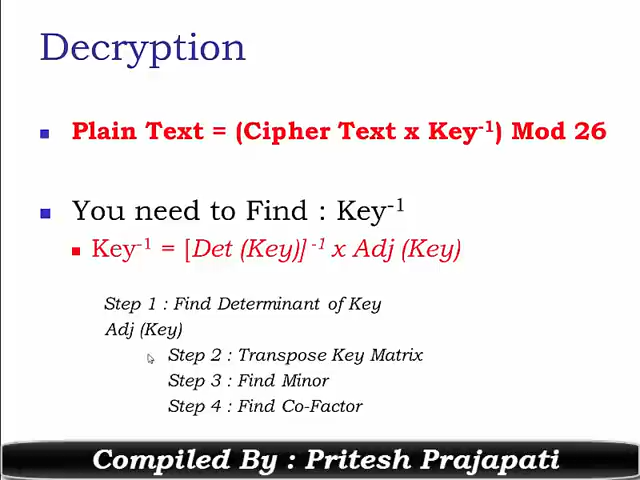 Decryption
Plain Text = (Cipher Text x Key⁻¹) Mod 26
You need to Find : Key⁻¹
Key⁻¹ = [Det (Key)]⁻¹ x Adj (Key)
Step 1 : Find Determinant of Key
Adj (Key)
Step 2 : Transpose Key Matrix
Step 3 : Find Minor
Step 4 : Find Co-Factor
Compiled By : Pritesh Prajapati